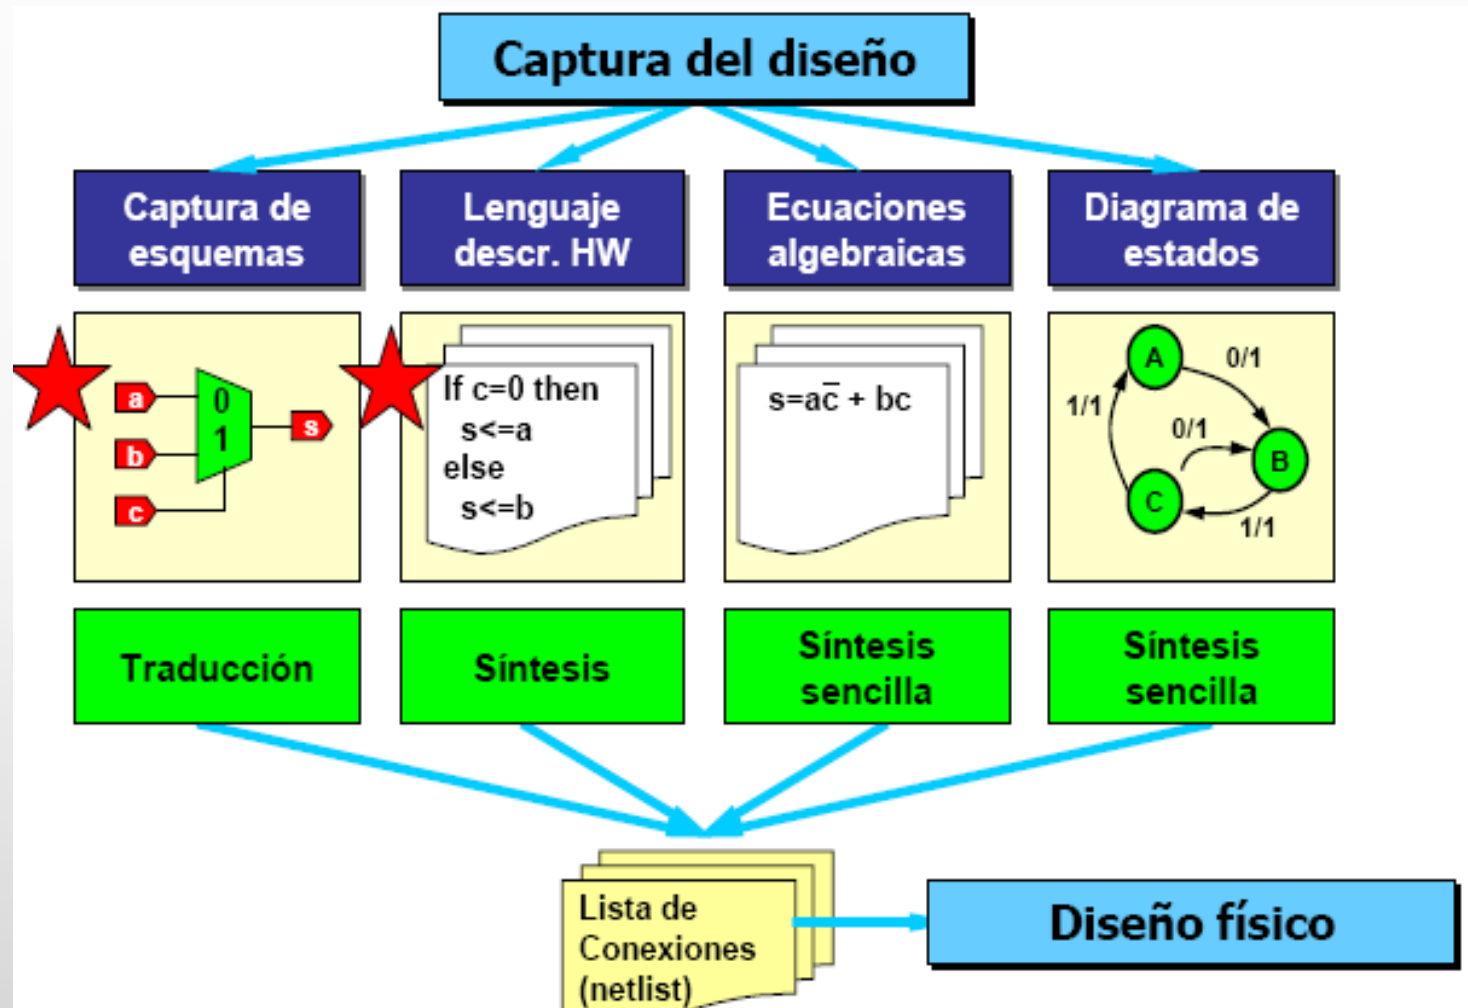 Captura del diseño
Captura de
esquemas
Lenguaje
descr. HW
Ecuaciones
algebraicas
Diagrama de
estados
a
b
c
0
1
s
If c=0 then
s<=a
else
s<=b
s=ac̅ + bc
A
0/1
1/1
0/1
B
C
1/1
Traducción
Síntesis
Síntesis
sencilla
Síntesis
sencilla
Lista de
Conexiones
(netlist)
Diseño físico